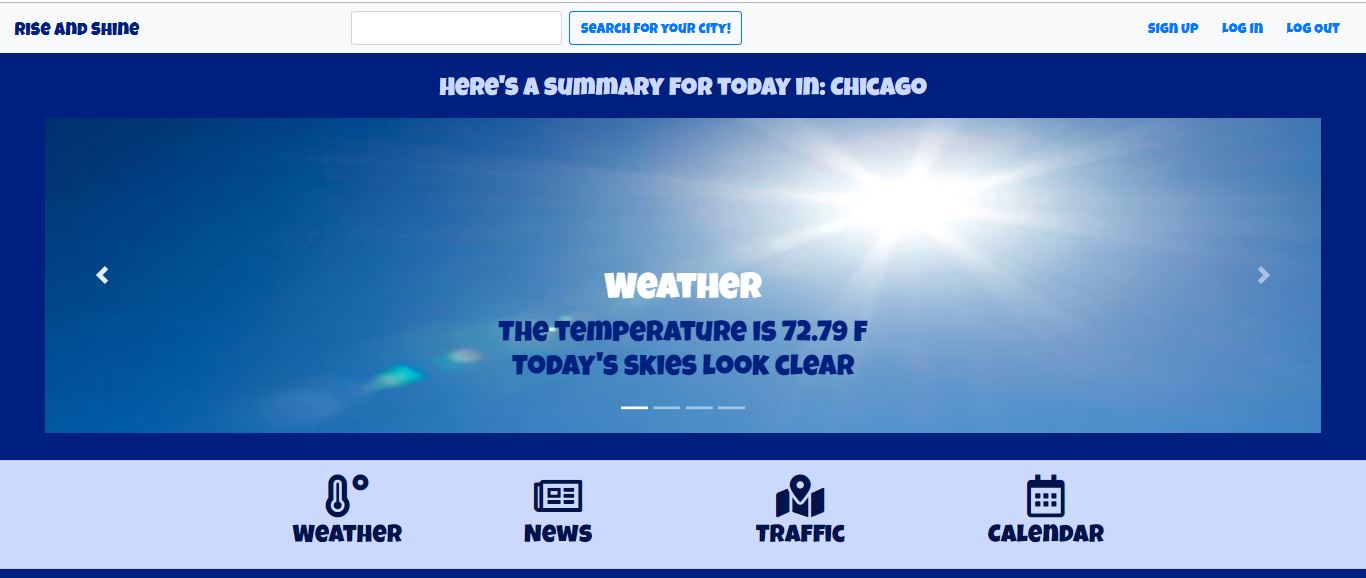 Rise and Shine
Search for your city!
Sign Up Log In Log Out
Here's a summary for today in: Chicago
Weather
The temperature is 72.79 F
Today's skies look Clear
Weather News Traffic Calendar